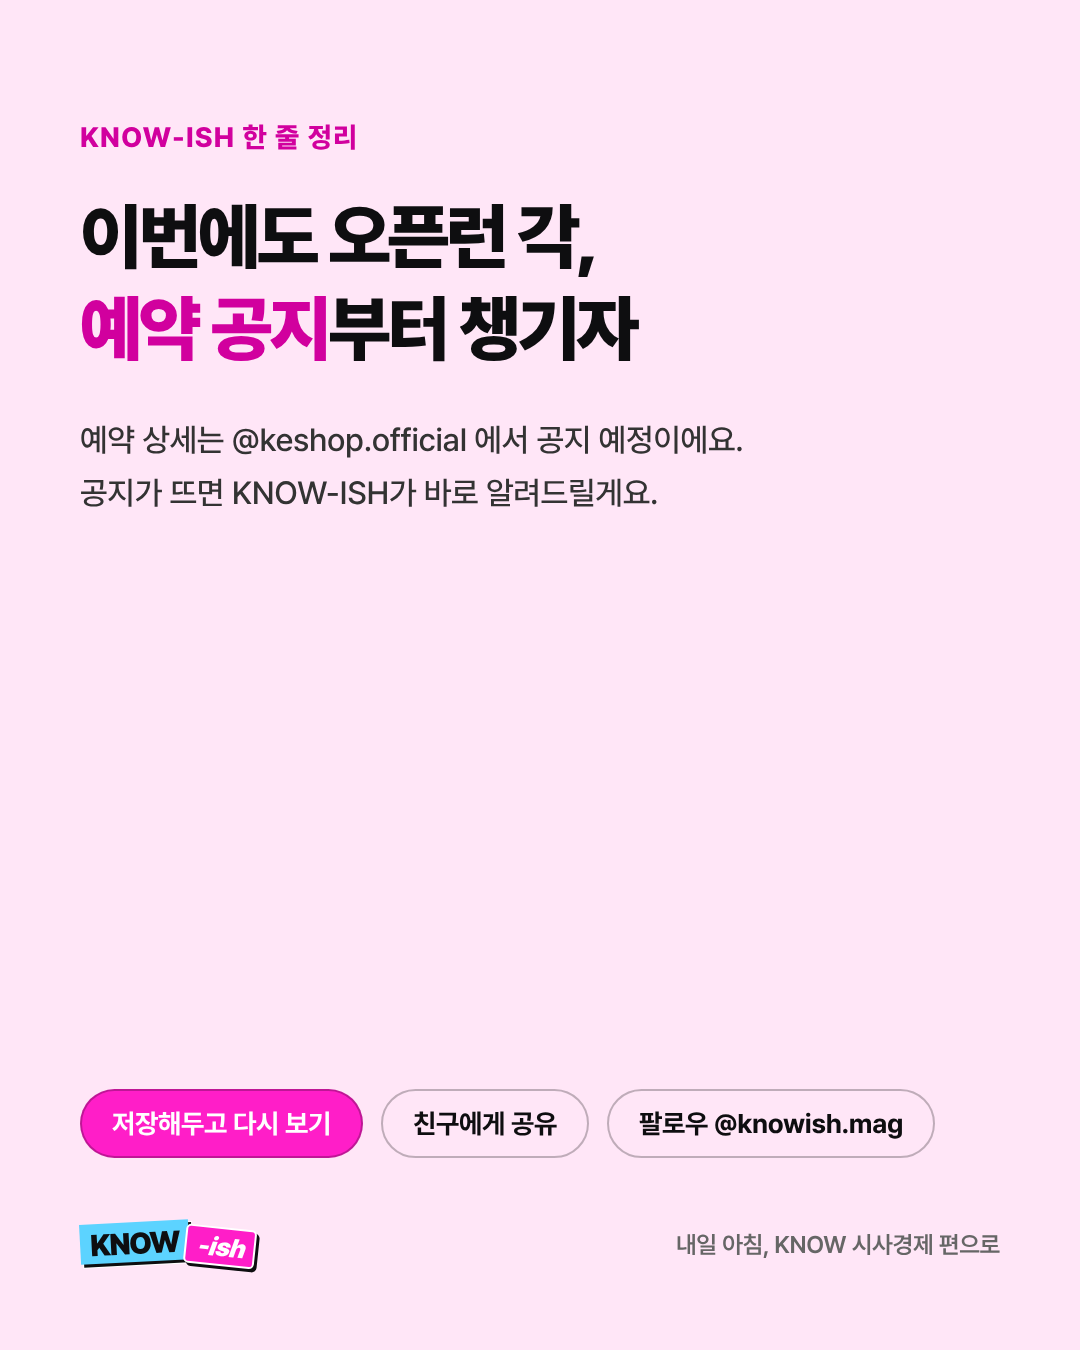 KNOW-ISH 한 줄 정리
이번에도 오픈런 각,
예약 공지부터 챙기자
예약 상세는 @keshop.official 에서 공지 예정이에요.
공지가 뜨면 KNOW-ISH가 바로 알려드릴게요.
저장해두고 다시 보기
친구에게 공유
팔로우 @knowish.mag
KNOW -ish
내일 아침, KNOW 시사경제 편으로